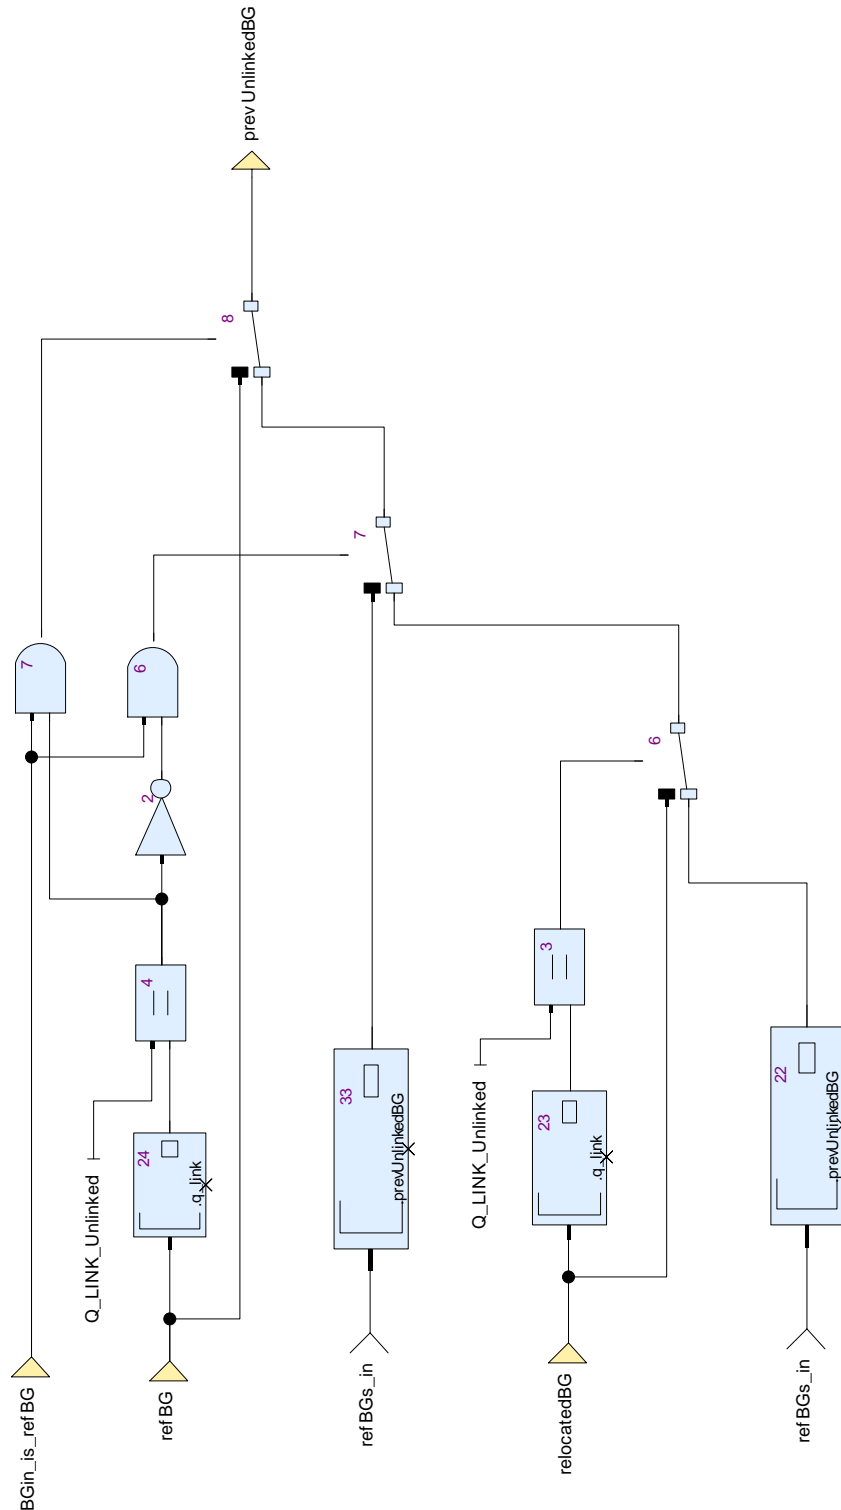 prevUnlinkedBG
8
7
7
6
6
2
4
3
33
22
24
23
.q_link
.prevUnlinkedBG
.q_link
.prevUnlinkedBG
Q_LINK_Unlinked
Q_LINK_Unlinked
BGin_is_refBG
refBG
refBGs_in
relocatedBG
refBGs_in